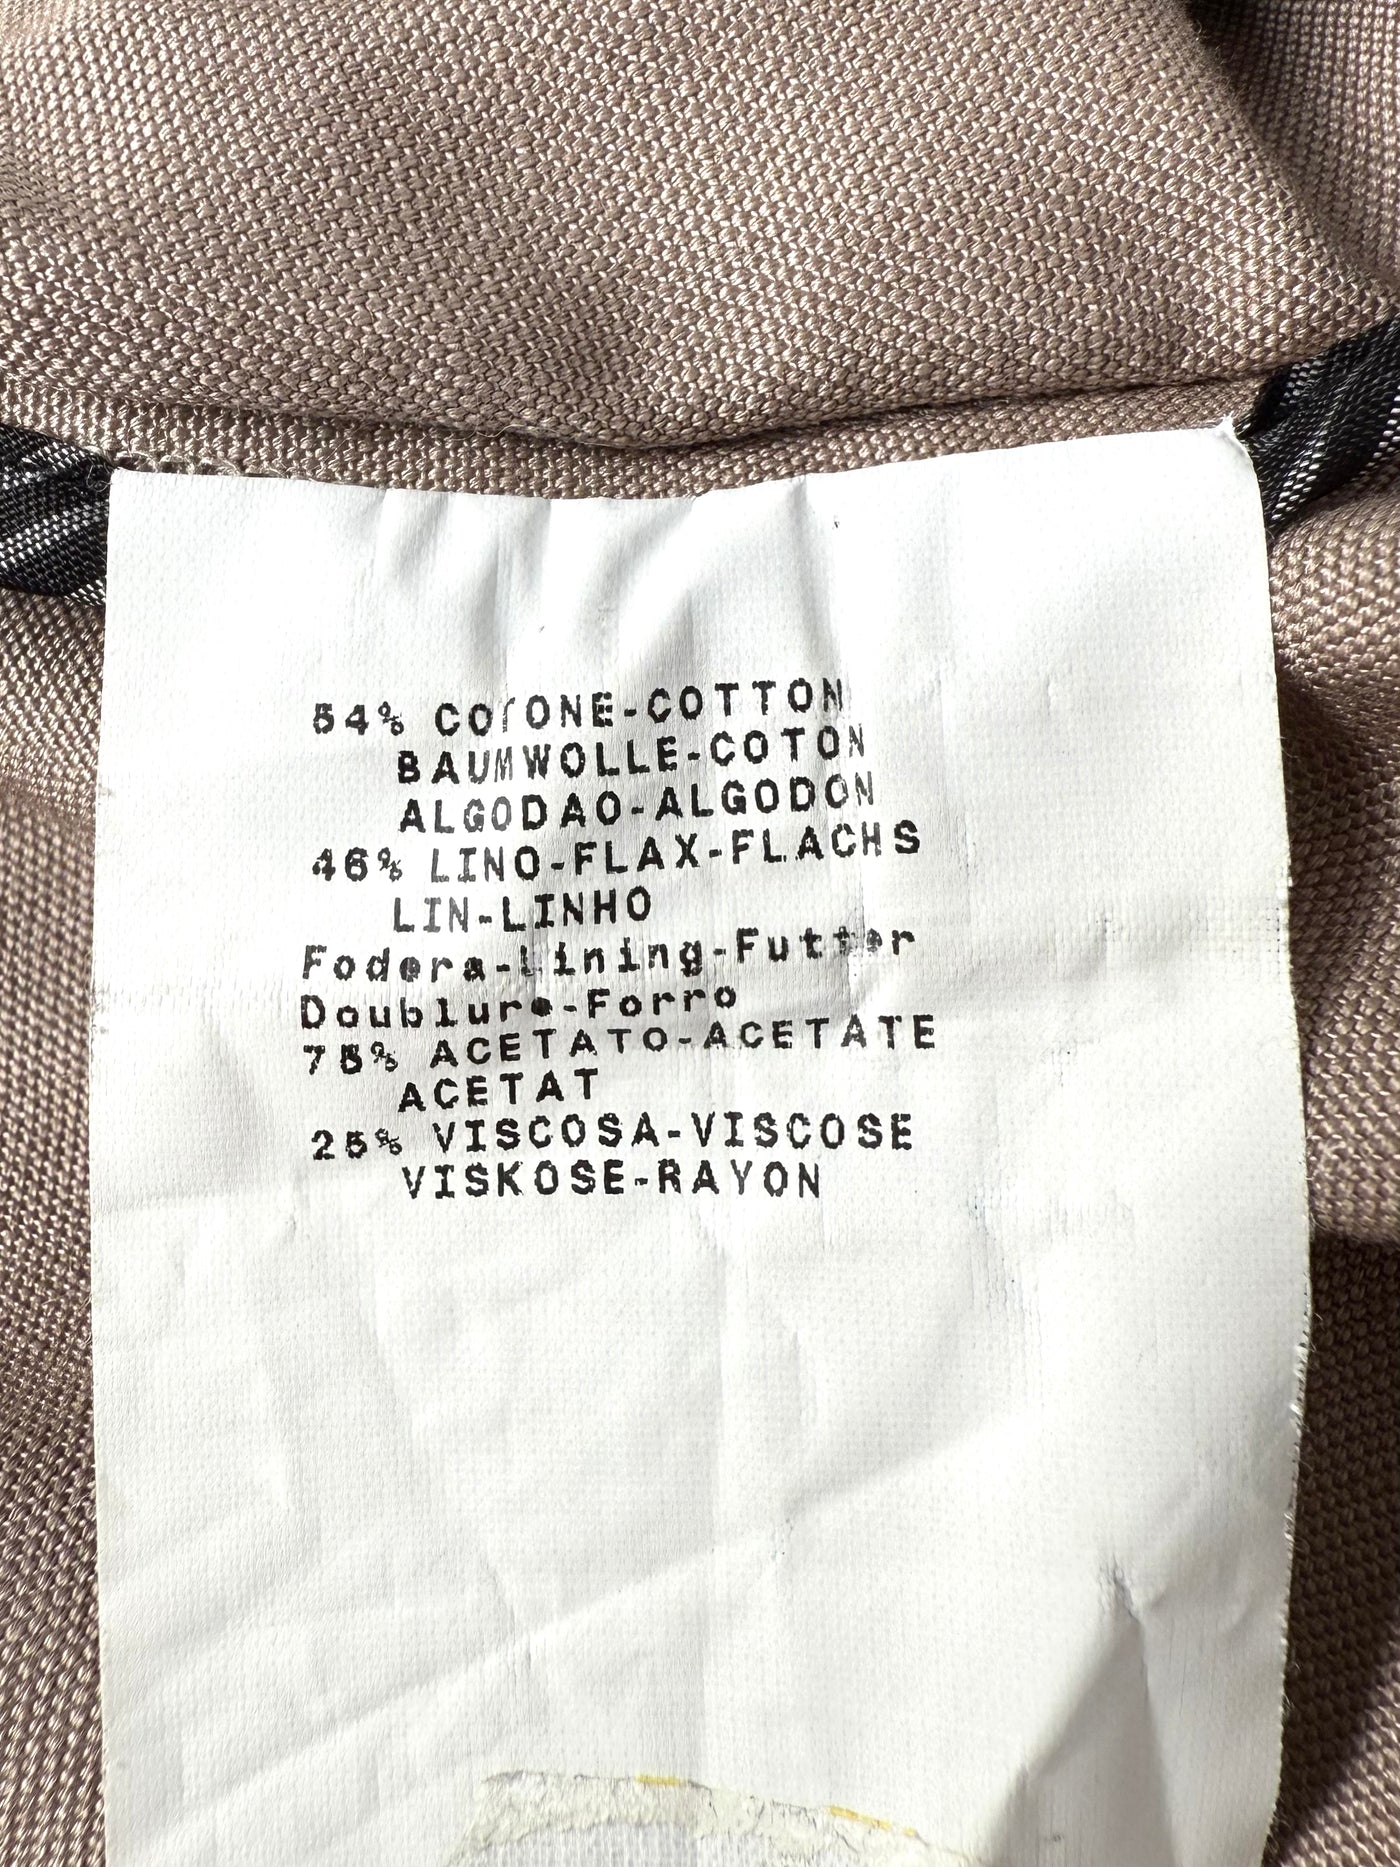 54% COTONE-COTTON
BAUMWOLLE-COTON
ALGODAO-ALGODON
46% LINO-FLAX-FLACHS
LIN-LINHO
Fodera-Lining-Futter
Doublure-Forro
75% ACETATO-ACETATE
ACETAT
25% VISCOSA-VISCOSE
VISKOSE-RAYON